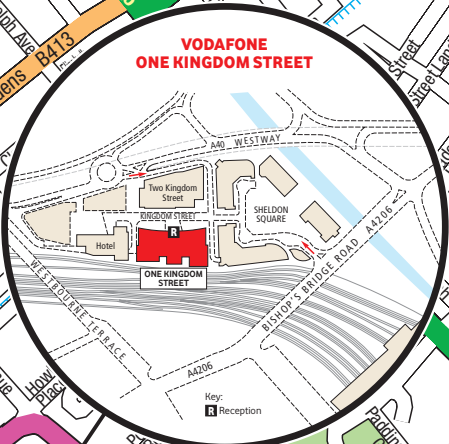 VODAFONE
ONE KINGDOM STREET
B413
A40 WESTWAY
Two Kingdom
Street
KINGDOM STREET
SHELDON
SQUARE
R
Hotel
ONE KINGDOM
STREET
BISHOP'S BRIDGE ROAD A4206
WESTBOURNE TERRACE
A4206
Key:
R Reception
Street